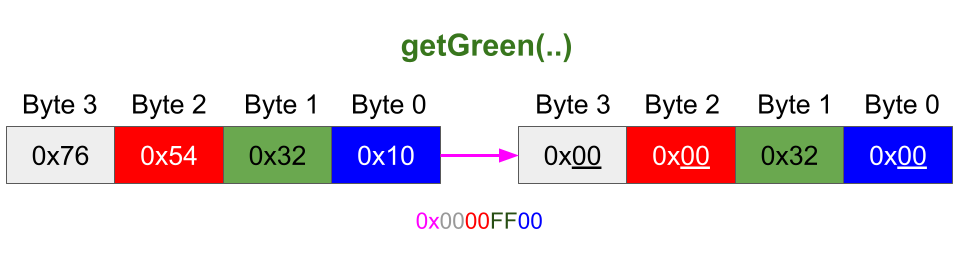 getGreen(..)
Byte 3 Byte 2 Byte 1 Byte 0 Byte 3 Byte 2 Byte 1 Byte 0
0x76 0x54 0x32 0x10 0x00 0x00 0x32 0x00
0x0000FF00